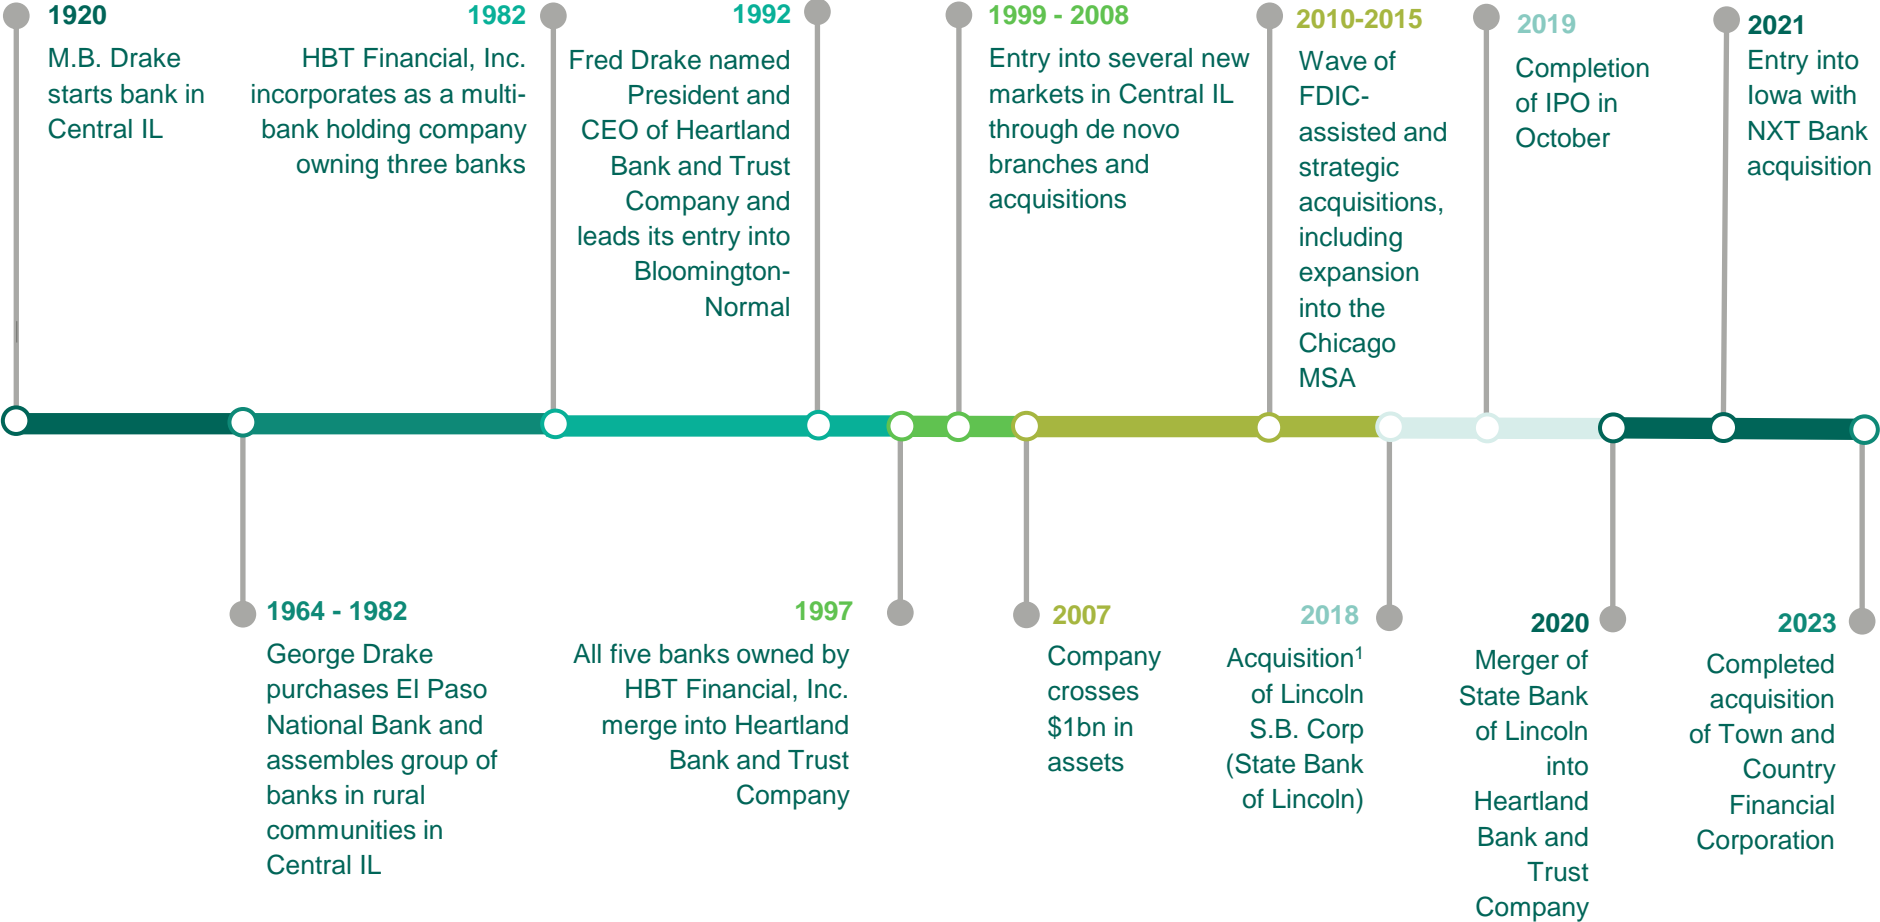 1920
M.B. Drake
starts bank in
Central IL
1982
HBT Financial, Inc.
incorporates as a multi-
bank holding company
owning three banks
1992
Fred Drake named
President and
CEO of Heartland
Bank and Trust
Company and
leads its entry into
Bloomington-
Normal
1999 - 2008
Entry into several new
markets in Central IL
through de novo
branches and
acquisitions
2010-2015
Wave of
FDIC-
assisted and
strategic
acquisitions,
including
expansion
into the
Chicago
MSA
2019
Completion
of IPO in
October
2021
Entry into
Iowa with
NXT Bank
acquisition
1964 - 1982
George Drake
purchases El Paso
National Bank and
assembles group of
banks in rural
communities in
Central IL
1997
All five banks owned by
HBT Financial, Inc.
merge into Heartland
Bank and Trust
Company
2007
Company
crosses
$1bn in
assets
2018
Acquisition¹
of Lincoln
S.B. Corp
(State Bank
of Lincoln)
2020
Merger of
State Bank
of Lincoln
into
Heartland
Bank and
Trust
Company
2023
Completed
acquisition
of Town and
Country
Financial
Corporation